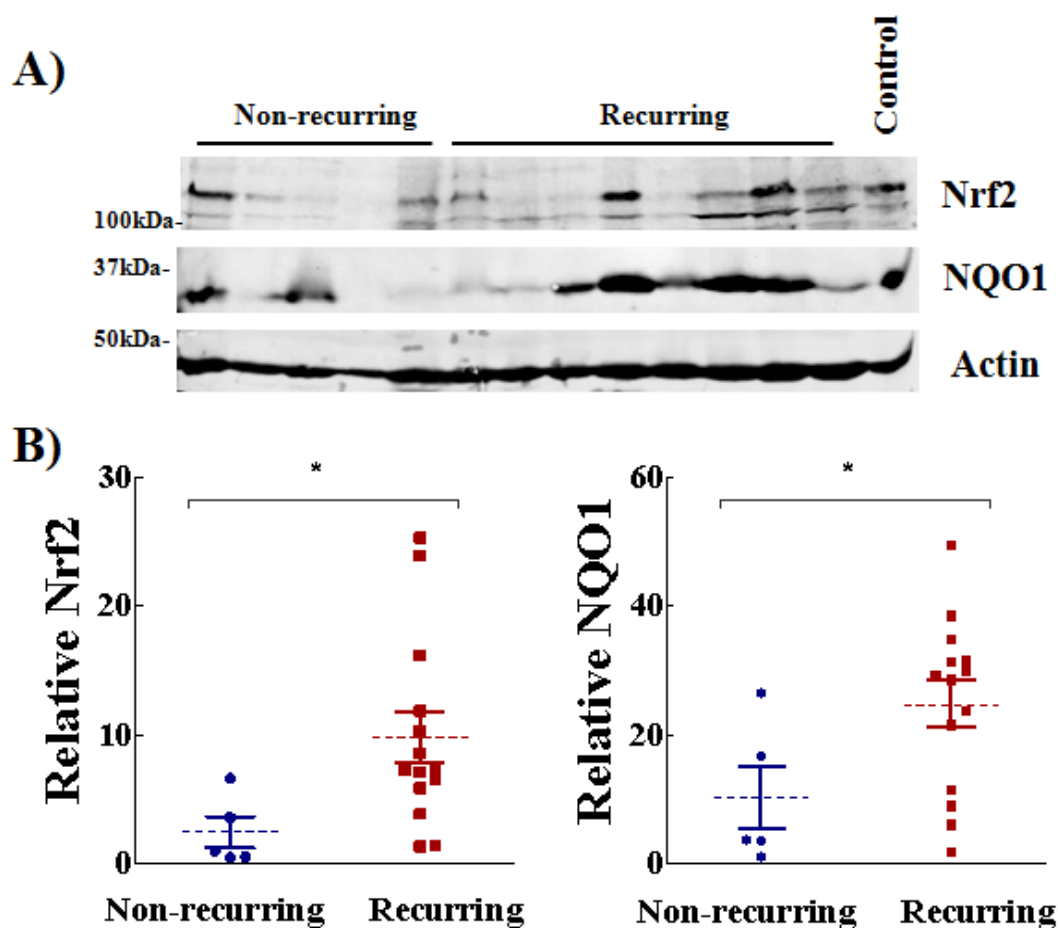 A)
Non-recurring
Recurring
Control
Nrf2
100kDa-
37kDa-
NQO1
50kDa-
Actin
B)
Relative Nrf2
30
20
10
0
*
Non-recurring
Recurring
Relative NQO1
60
40
20
0
*
Non-recurring
Recurring